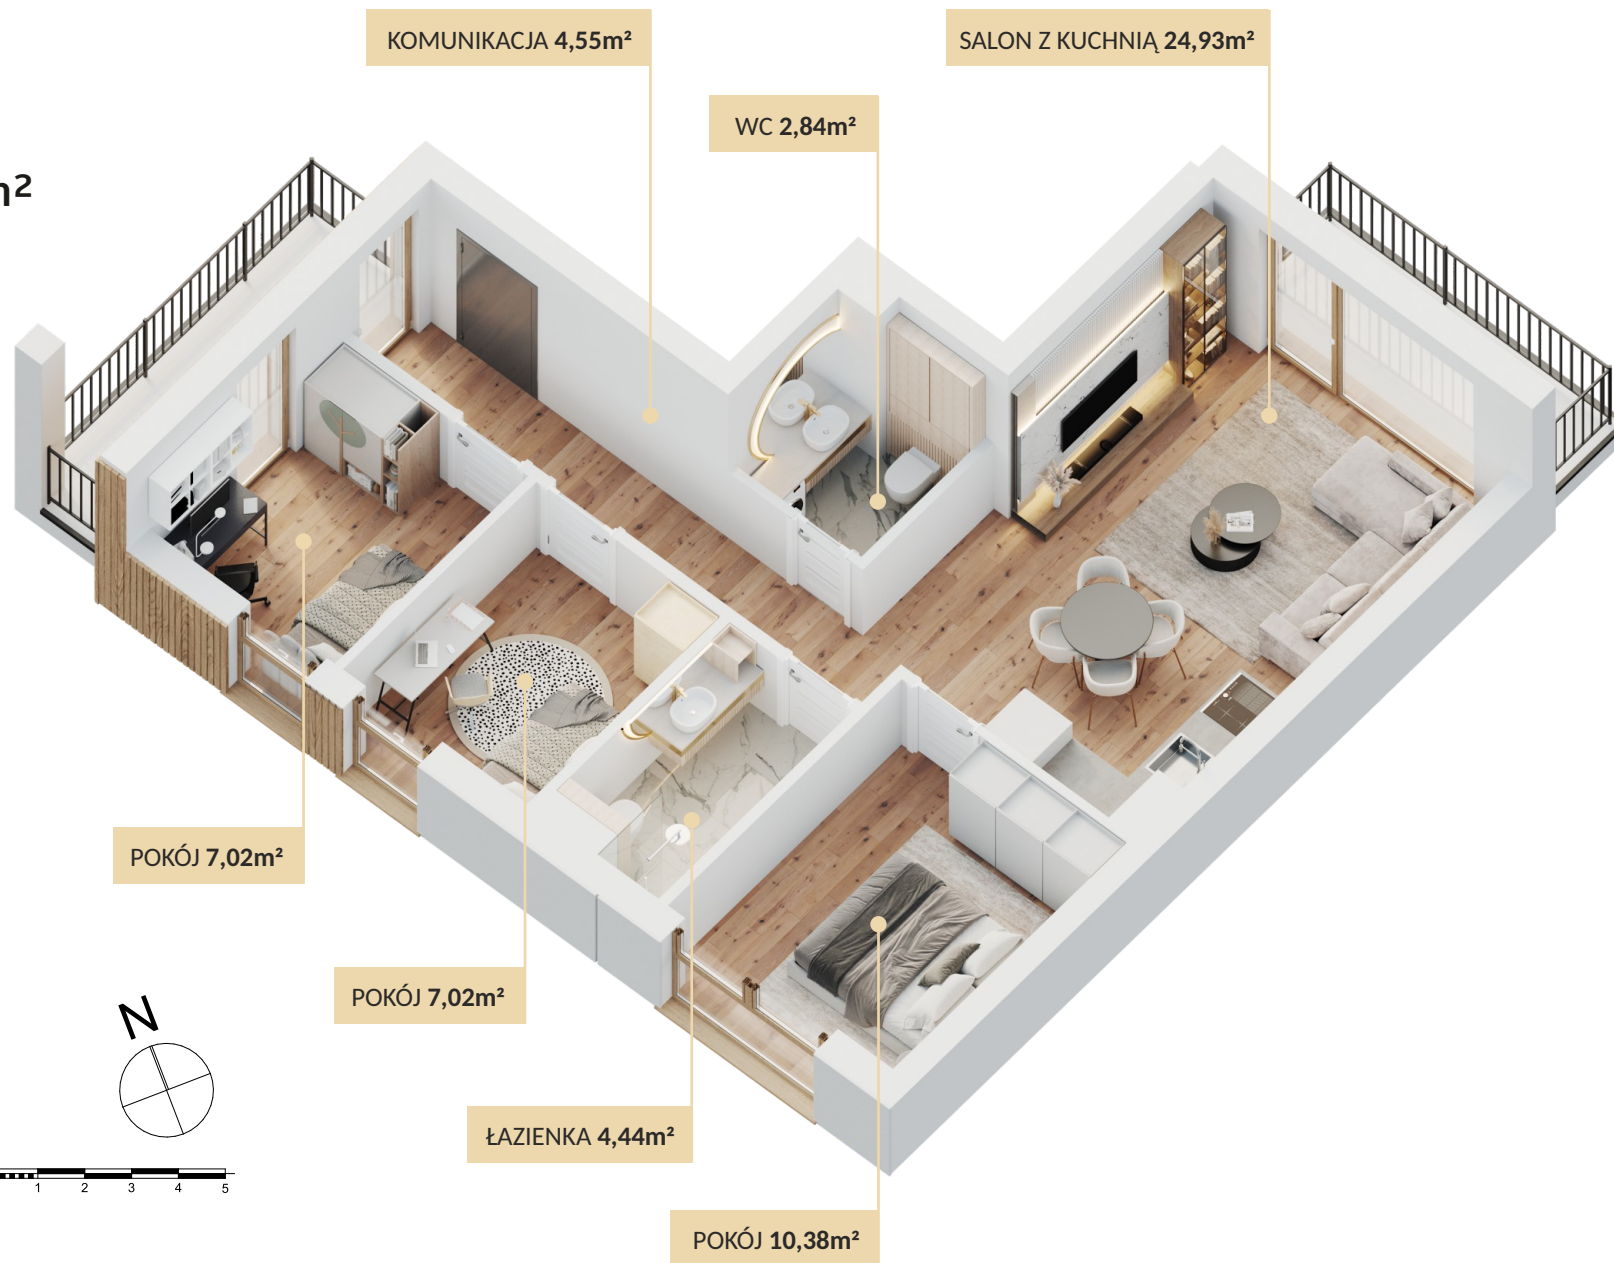 KOMUNIKACJA 4,55m²
SALON Z KUCHNIĄ 24,93m²
WC 2,84m²
m²
POKÓJ 7,02m²
POKÓJ 7,02m²
N
ŁAZIENKA 4,44m²
1 2 3 4 5
POKÓJ 10,38m²